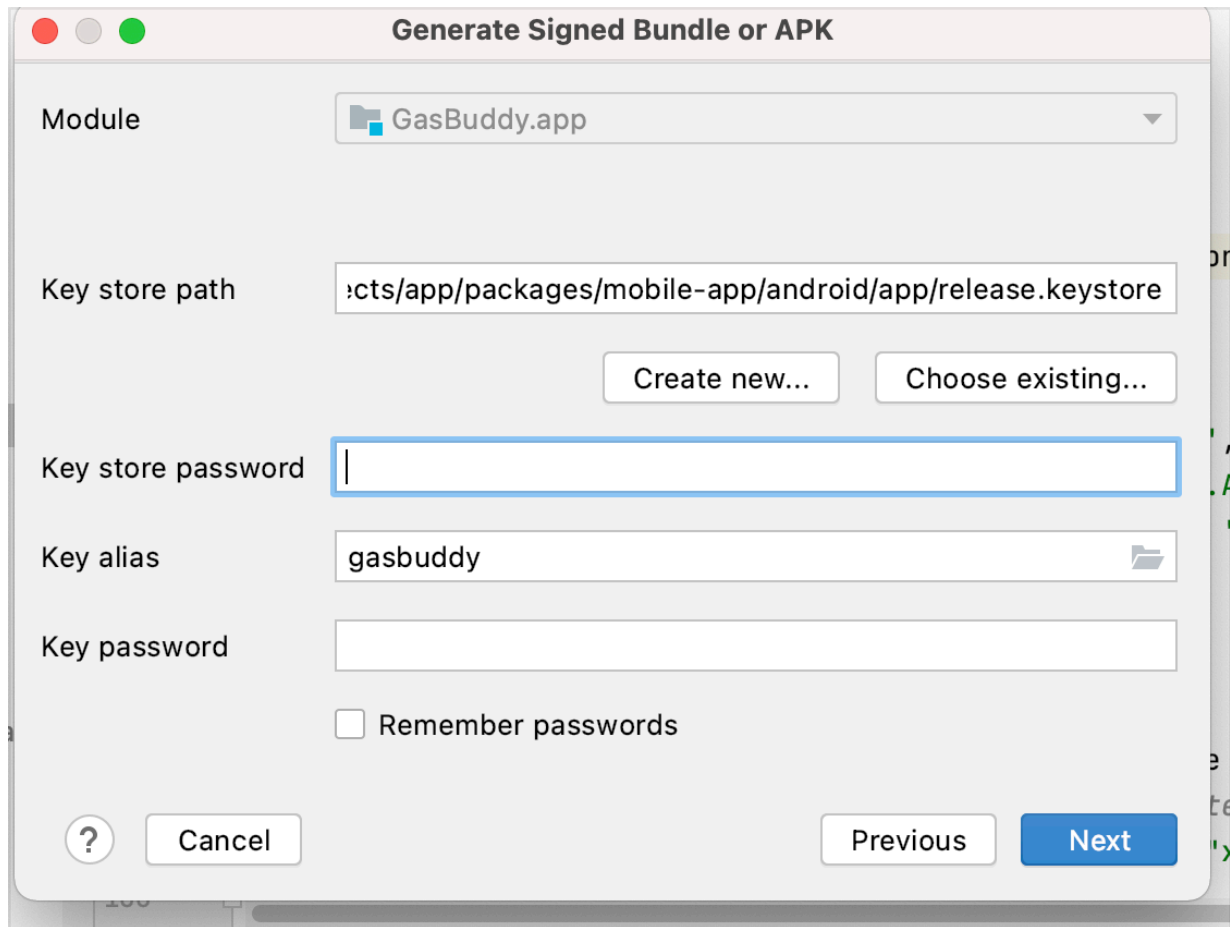 Generate Signed Bundle or APK
Module
GasBuddy.app
Key store path
ects/app/packages/mobile-app/android/app/release.keystore
Create new...
Choose existing...
Key store password
Key alias
gasbuddy
Key password
Remember passwords
?
Cancel
Previous
Next